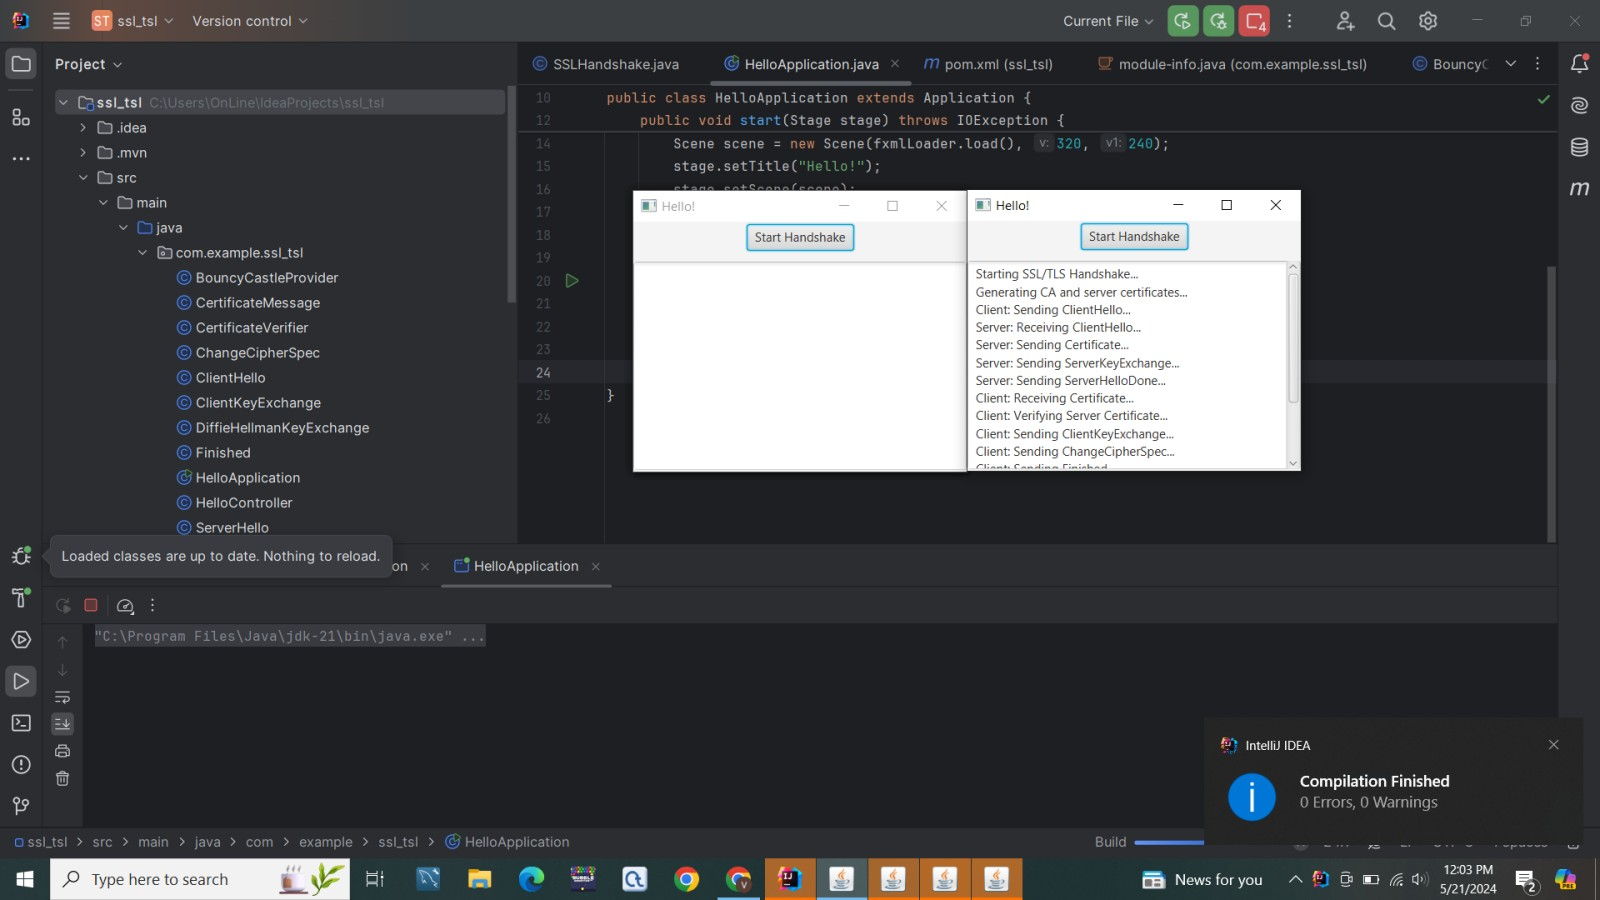 ST ssl_tsl
Version control
Current File
4
Project
SSLHandshake.java
HelloApplication.java
m pom.xml (ssl_tsl)
module-info.java (com.example.ssl_tsl)
ssl_tsl C:\Users\OnLine\IdeaProjects\ssl_tsl
.idea
.mvn
src
main
java
com.example.ssl_tsl
BouncyCastleProvider
CertificateMessage
CertificateVerifier
ChangeCipherSpec
ClientHello
ClientKeyExchange
DiffieHellmanKeyExchange
Finished
HelloApplication
HelloController
ServerHello
10 public class HelloApplication extends Application {
12 public void start(Stage stage) throws IOException {
14 Scene scene = new Scene(fxmlLoader.load(), v: 320, v1: 240);
15 stage.setTitle("Hello!");
16 stage.setScene(scene);
17
18
19
20
21
22
23
24
25 }
26
Hello!
Start Handshake
Hello!
Start Handshake
Starting SSL/TLS Handshake...
Generating CA and server certificates...
Client: Sending ClientHello...
Server: Receiving ClientHello...
Server: Sending Certificate...
Server: Sending ServerKeyExchange...
Server: Sending ServerHelloDone...
Client: Receiving Certificate...
Client: Verifying Server Certificate...
Client: Sending ClientKeyExchange...
Client: Sending ChangeCipherSpec...
Client: Sending Finished
Loaded classes are up to date. Nothing to reload.
on
HelloApplication
"C:\Program Files\Java\jdk-21\bin\java.exe" ...
IntelliJ IDEA
Compilation Finished
0 Errors, 0 Warnings
ssl_tsl > src > main > java > com > example > ssl_tsl > HelloApplication
Build
Type here to search
News for you
12:03 PM
5/21/2024
2